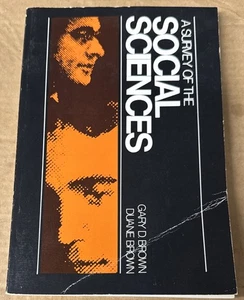 A SURVEY OF THE
SOCIAL
SCIENCES
GARY D. BROWN
DUANE BROWN